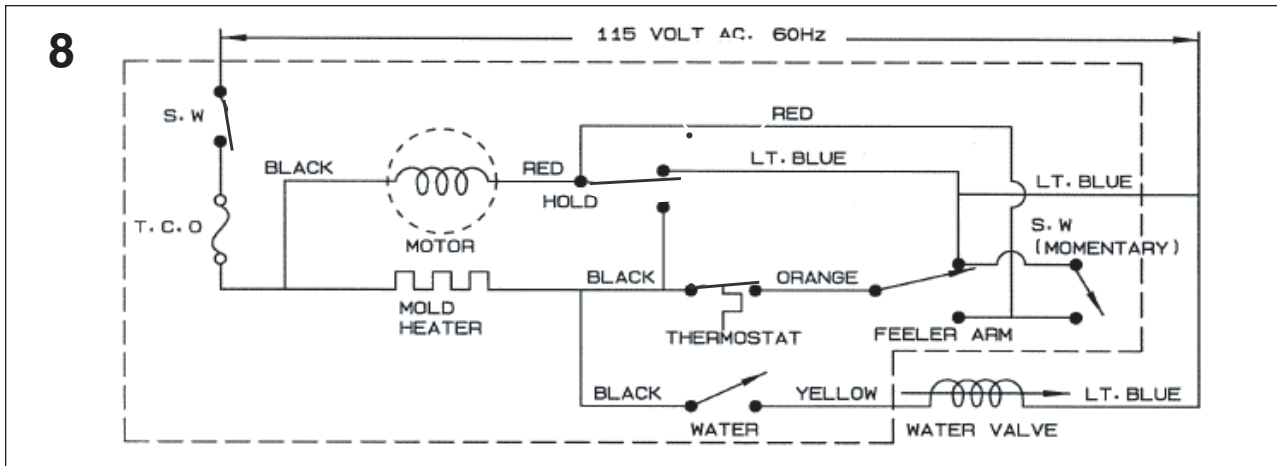 8
115 VOLT AC. 60Hz
S.W
RED
BLACK
RED
LT.BLUE
LT.BLUE
HOLD
T.C.O
S.W
(MOMENTARY)
MOTOR
BLACK
ORANGE
MOLD
HEATER
THERMOSTAT
FEELER ARM
BLACK
YELLOW
LT.BLUE
WATER
WATER VALVE